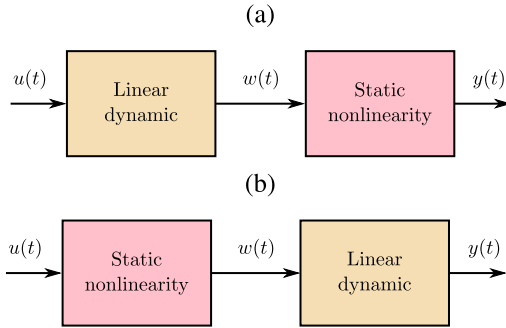 (a)
u(t)
Linear
dynamic
w(t)
Static
nonlinearity
y(t)
(b)
u(t)
Static
nonlinearity
w(t)
Linear
dynamic
y(t)